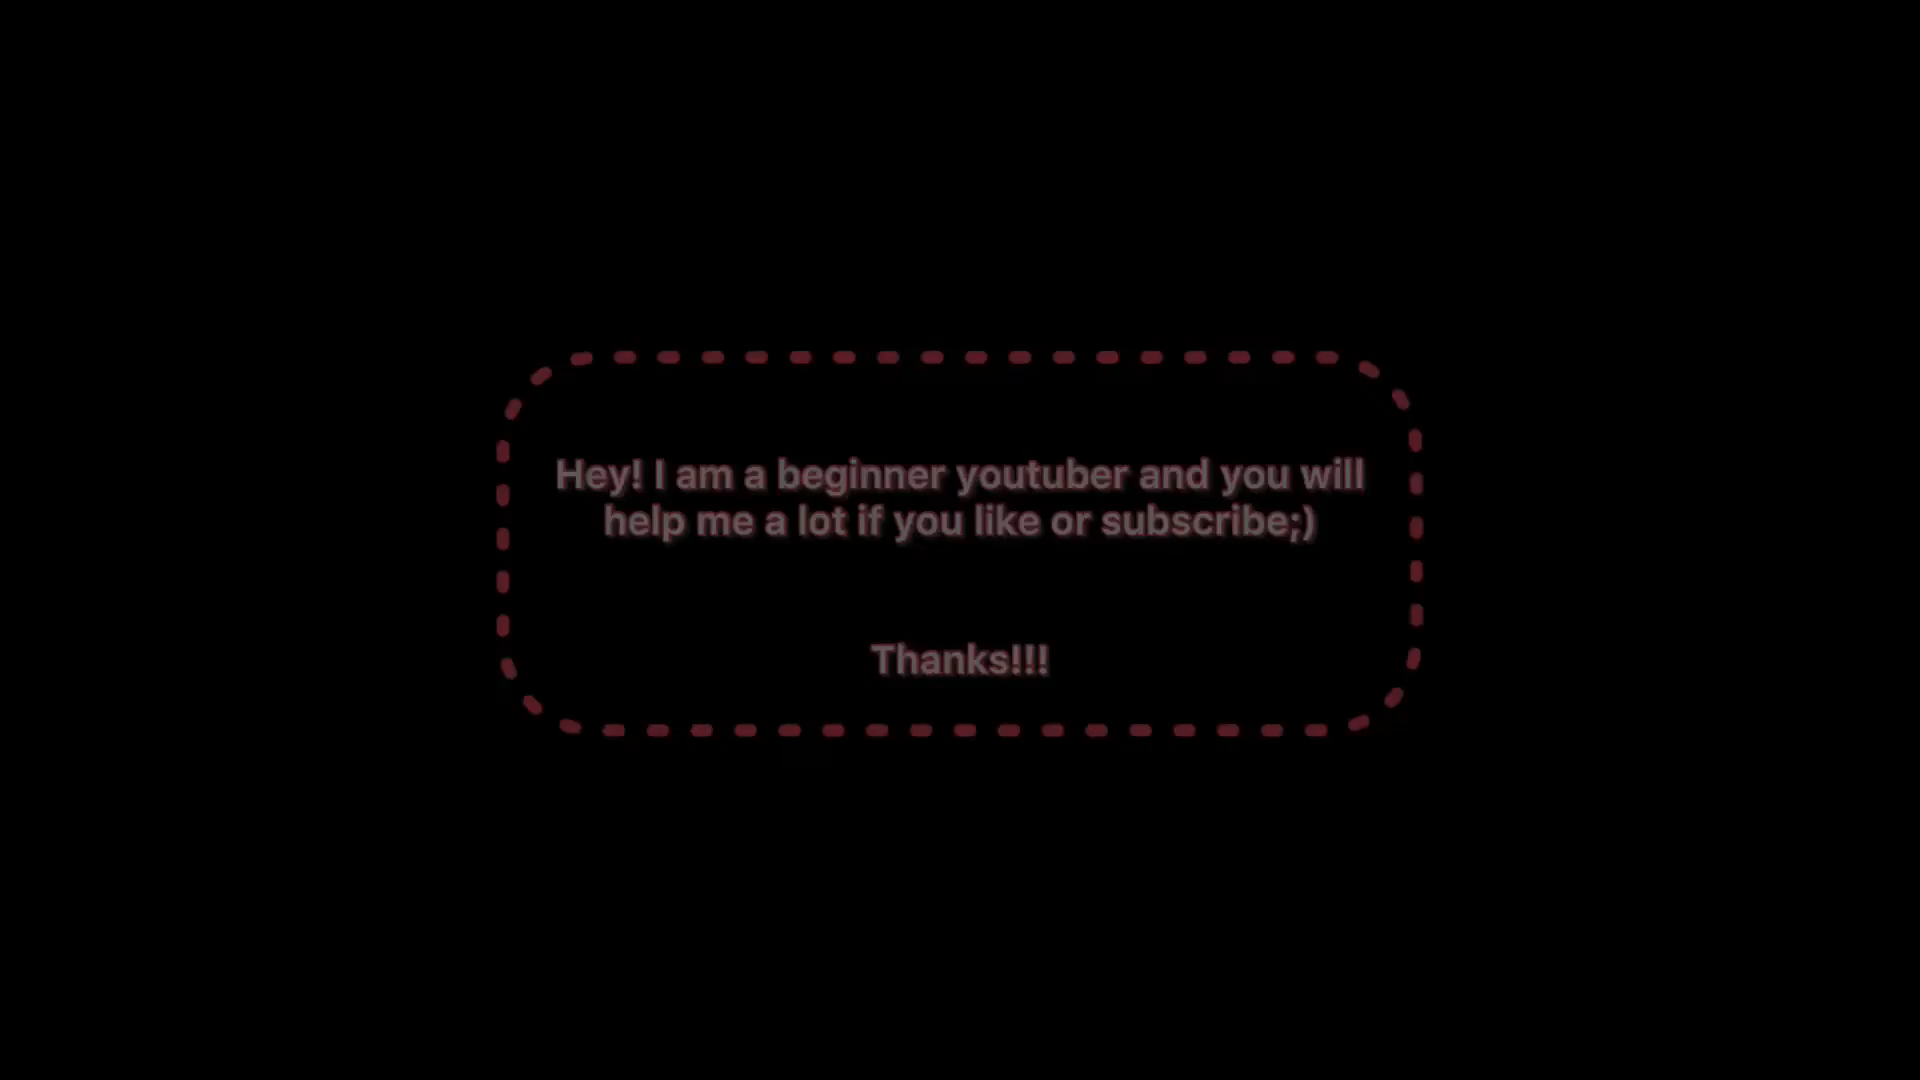 Hey! I am a beginner youtuber and you will
help me a lot if you like or subscribe;)
Thanks!!!